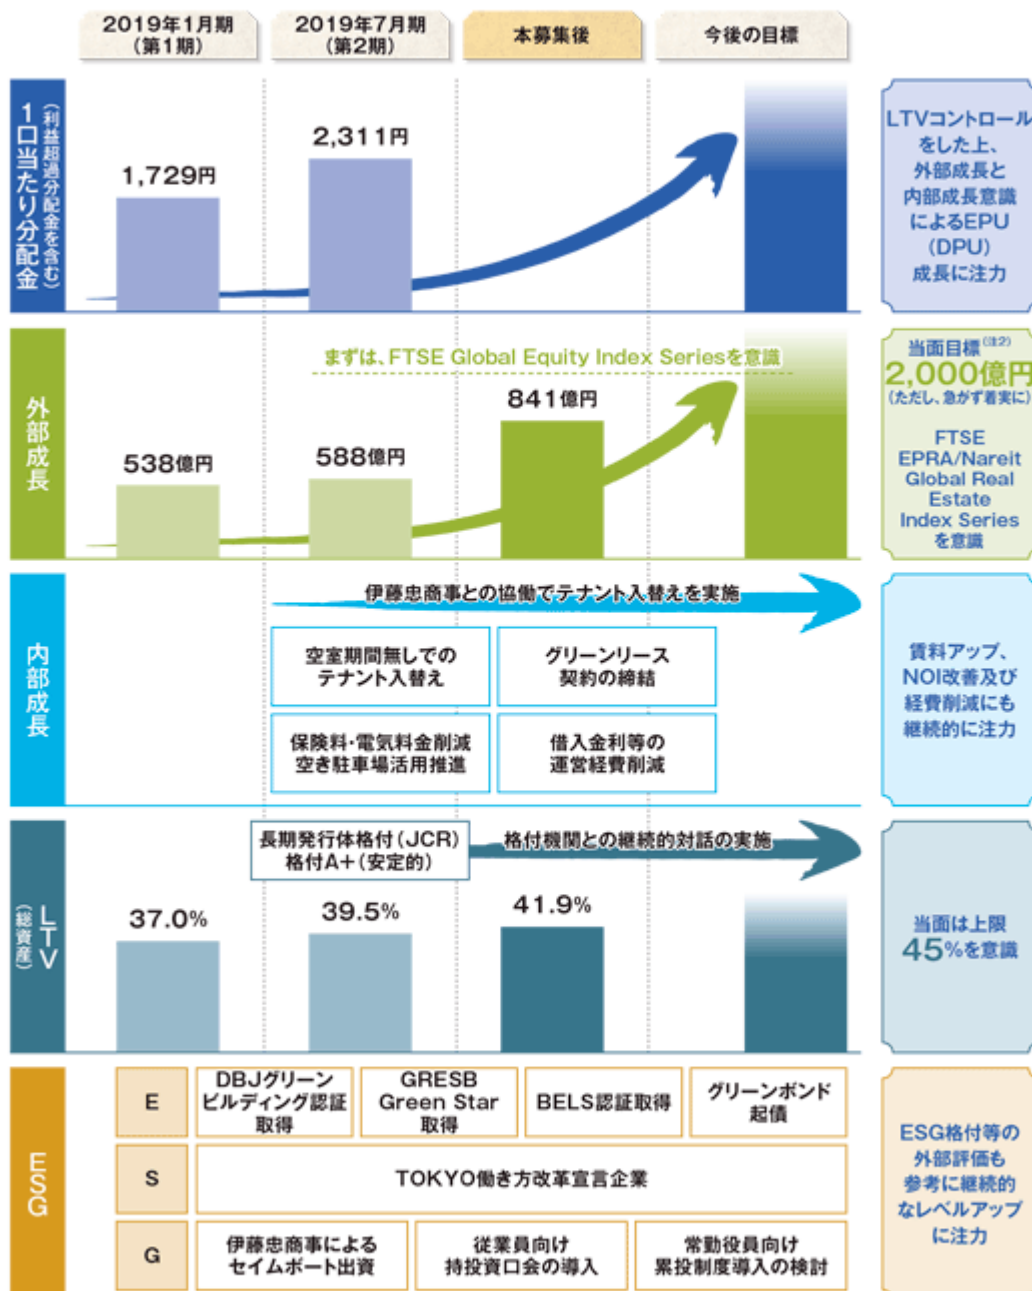 2019年1月期
(第1期)
2019年7月期
(第2期)
本募集後
今後の目標
1口当たり分配金
(利益超過分配金を含む)
1,729円
2,311円
LTVコントロール
をした上、
外部成長と
内部成長意識
によるEPU
(DPU)
成長に注力
外部成長
まずは、FTSE Global Equity Index Seriesを意識
538億円
588億円
841億円
当面目標(注2)
2,000億円
(ただし、急がず着実に)
FTSE
EPRA/Nareit
Global Real
Estate
Index Series
を意識
内部成長
伊藤忠商事との協働でテナント入替えを実施
空室期間無しでの
テナント入替え
グリーンリース
契約の締結
保険料・電気料金削減
空き駐車場活用推進
借入金利等の
運営経費削減
賃料アップ、
NOI改善及び
経費削減にも
継続的に注力
LTV
(総資産)
長期発行体格付(JCR)
格付A+(安定的)
格付機関との継続的対話の実施
37.0%
39.5%
41.9%
当面は上限
45%を意識
ESG
E
DBJグリーン
ビルディング認証
取得
GRESB
Green Star
取得
BELS認証取得
グリーンボンド
起債
S
TOKYO働き方改革宣言企業
G
伊藤忠商事による
セイムボート出資
従業員向け
持投資口会の導入
常勤役員向け
累投制度導入の検討
ESG格付等の
外部評価も
参考に継続的
なレベルアップ
に注力